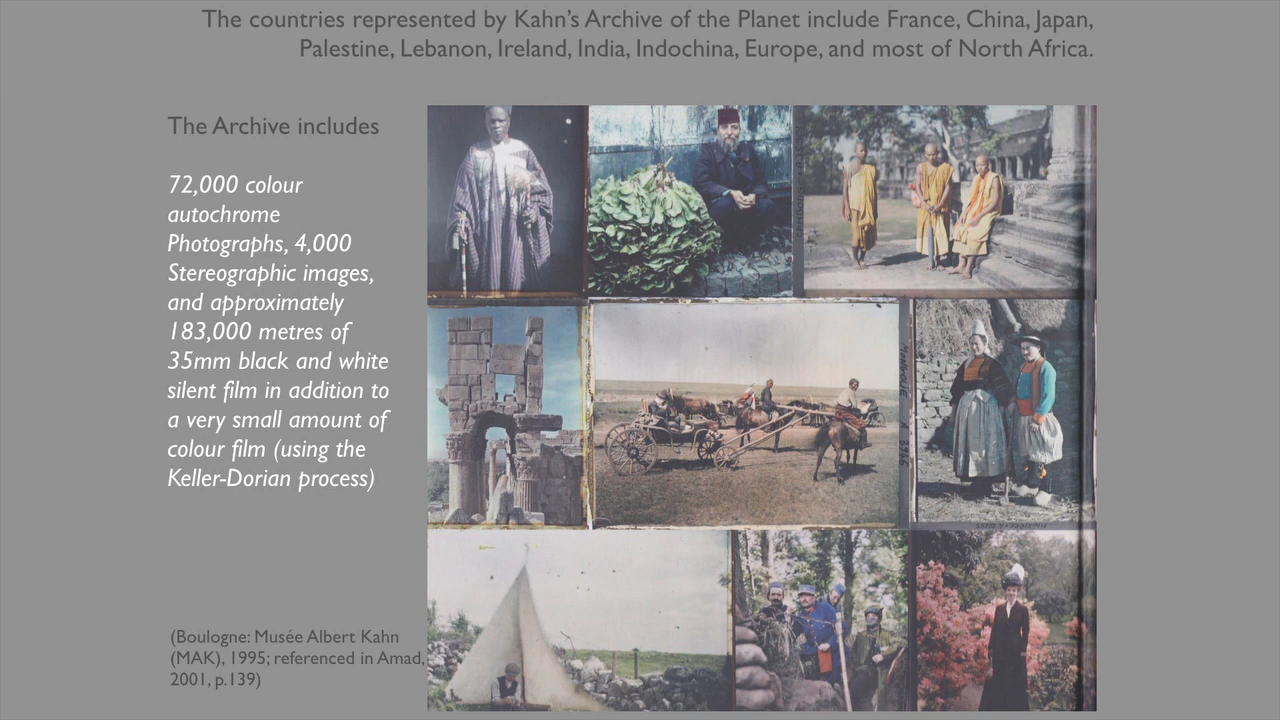 The countries represented by Kahn's Archive of the Planet include France, China, Japan,
Palestine, Lebanon, Ireland, India, Indochina, Europe, and most of North Africa.
The Archive includes
72,000 colour
autochrome
Photographs, 4,000
Stereographic images,
and approximately
183,000 metres of
35mm black and white
silent film in addition to
a very small amount of
colour film (using the
Keller-Dorian process)
(Boulogne: Musée Albert Kahn
(MAK), 1995; referenced in Amad,
2001, p.139)